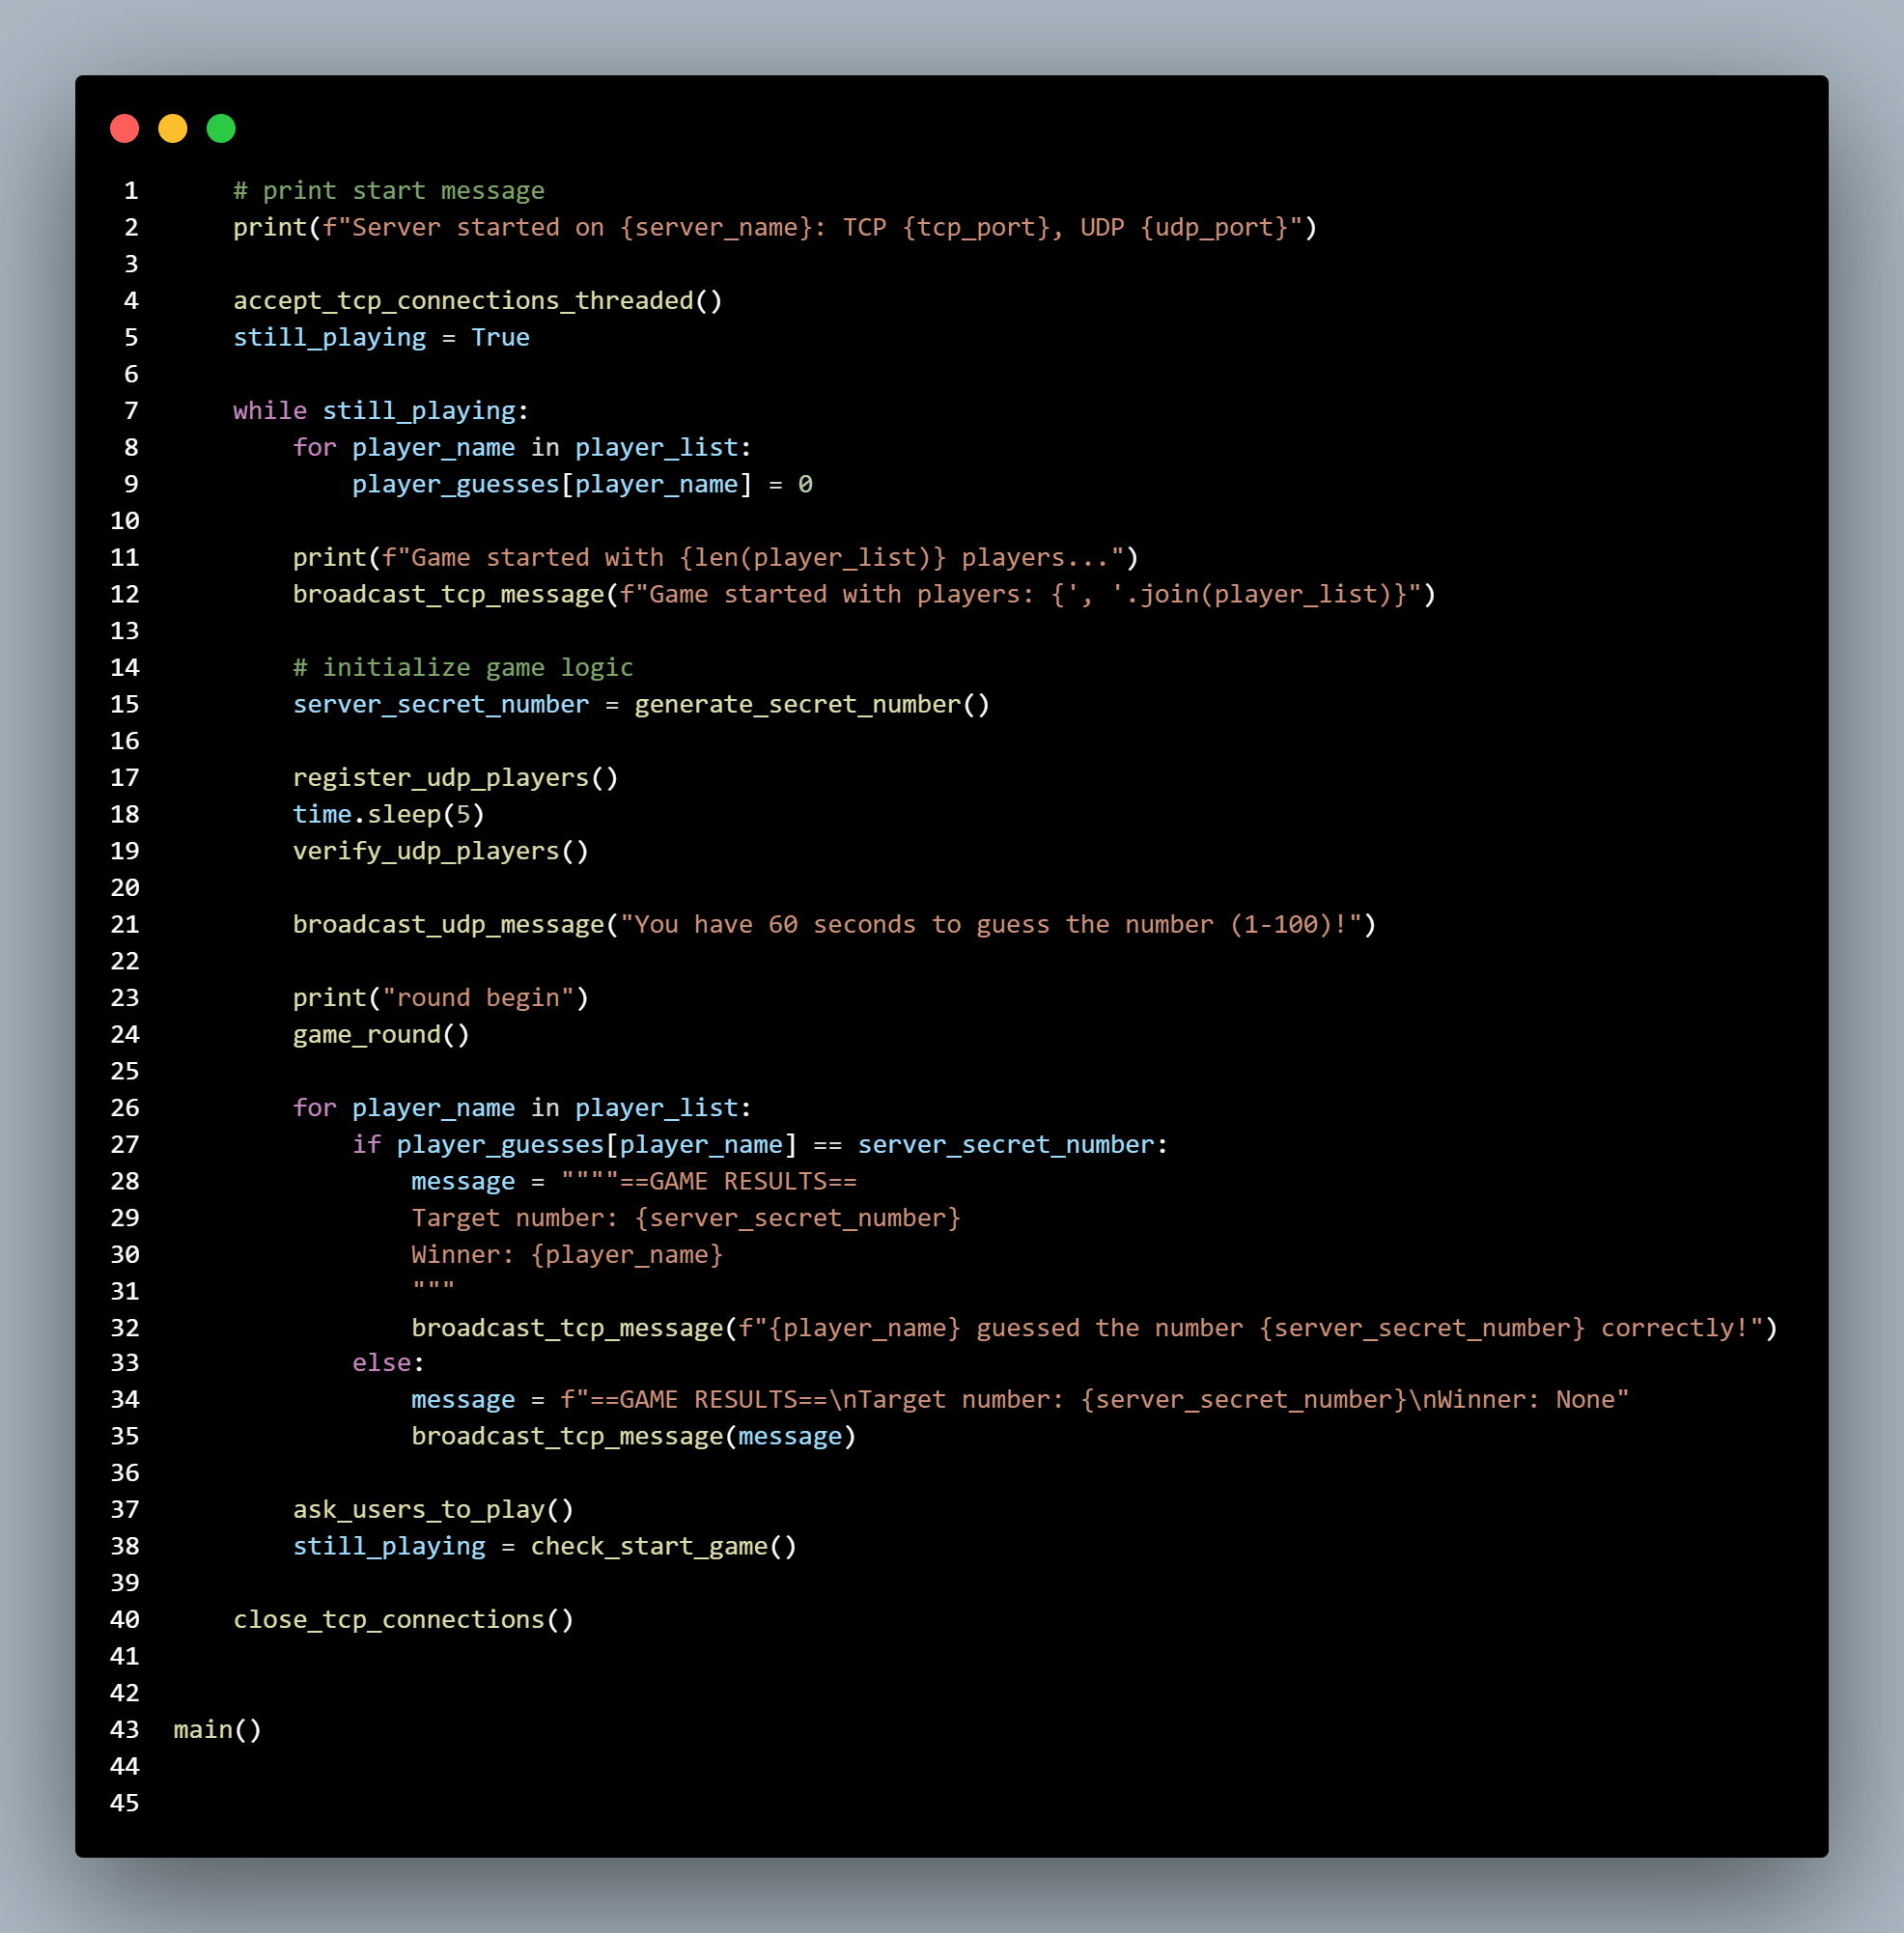 1 # print start message
2 print(f"Server started on {server_name}: TCP {tcp_port}, UDP {udp_port}")
3
4 accept_tcp_connections_threaded()
5 still_playing = True
6
7 while still_playing:
8 for player_name in player_list:
9 player_guesses[player_name] = 0
10
11 print(f"Game started with {len(player_list)} players...")
12 broadcast_tcp_message(f"Game started with players: {', '.join(player_list)}")
13
14 # initialize game logic
15 server_secret_number = generate_secret_number()
16
17 register_udp_players()
18 time.sleep(5)
19 verify_udp_players()
20
21 broadcast_udp_message("You have 60 seconds to guess the number (1-100)!")
22
23 print("round begin")
24 game_round()
25
26 for player_name in player_list:
27 if player_guesses[player_name] == server_secret_number:
28 message = """"==GAME RESULTS==
29 Target number: {server_secret_number}
30 Winner: {player_name}
31 """
32 broadcast_tcp_message(f"{player_name} guessed the number {server_secret_number} correctly!")
33 else:
34 message = f"==GAME RESULTS==\nTarget number: {server_secret_number}\nWinner: None"
35 broadcast_tcp_message(message)
36
37 ask_users_to_play()
38 still_playing = check_start_game()
39
40 close_tcp_connections()
41
42
43 main()
44
45